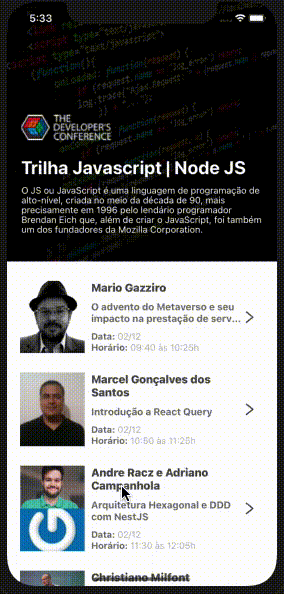 5:33
THE
DEVELOPER'S
CONFERENCE
Trilha Javascript | Node JS
O JS ou JavaScript é uma linguagem de programação de
alto-nível, criada no meio da década de 90, mais
precisamente em 1996 pelo lendário programador
Brendan Eich que, além de criar o JavaScript, foi também
um dos fundadores da Mozilla Corporation.
Mario Gazziro
O advento do Metaverso e seu
impacto na prestação de serv...
Data: 02/12
Horário: 09:40 às 10:25h
Marcel Gonçalves dos
Santos
Introdução a React Query
Data: 02/12
Horário: 10:50 às 11:25h
Andre Racz e Adriano
Campanhola
Arquitetura Hexagonal e DDD
com NestJS
Data: 02/12
Horário: 11:30 às 12:05h
Christiano Milfont